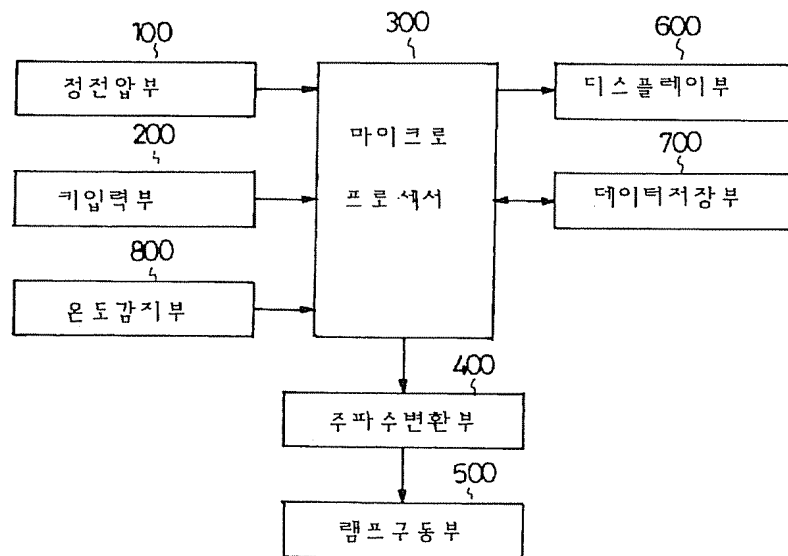 100
정전압부
200
키입력부
800
온도감지부
300
마이크로
프로세서
600
디스플레이부
700
데이터저장부
400
주파수변환부
500
램프구동부